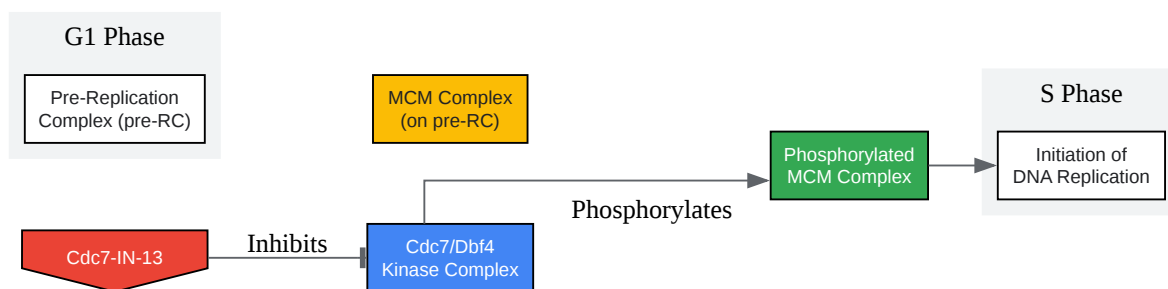 G1 Phase
Pre-Replication
Complex (pre-RC)
MCM Complex
(on pre-RC)
S Phase
Phosphorylated
MCM Complex
Initiation of
DNA Replication
Phosphorylates
Cdc7-IN-13
Inhibits
Cdc7/Dbf4
Kinase Complex